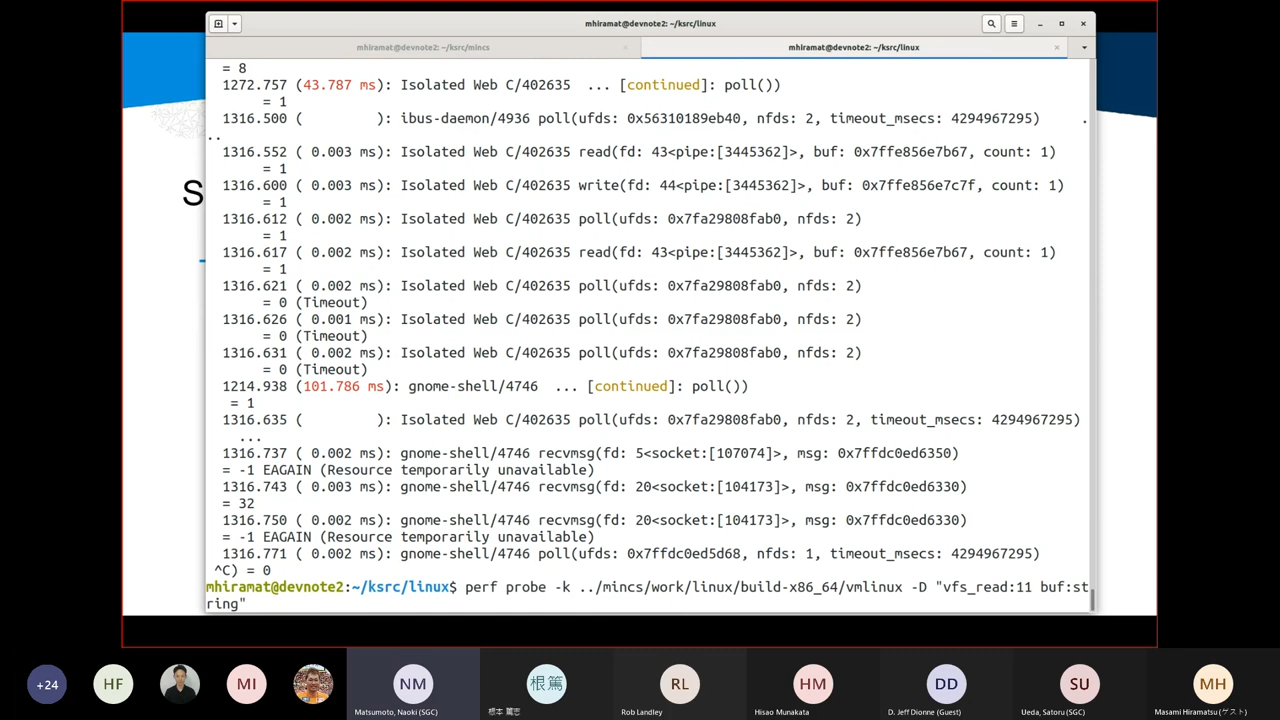 mhiramat@devnote2: ~/ksrc/linux
mhiramat@devnote2: ~/ksrc/mincs
mhiramat@devnote2: ~/ksrc/linux
S
= 8
1272.757 (43.787 ms): Isolated Web C/402635  ... [continued]: poll())
= 1
1316.500 (         ): ibus-daemon/4936 poll(ufds: 0x56310189eb40, nfds: 2, timeout_msecs: 4294967295)      .
..
1316.552 ( 0.003 ms): Isolated Web C/402635 read(fd: 43<pipe:[3445362]>, buf: 0x7ffe856e7b67, count: 1)
= 1
1316.600 ( 0.003 ms): Isolated Web C/402635 write(fd: 44<pipe:[3445362]>, buf: 0x7ffe856e7c7f, count: 1)
= 1
1316.612 ( 0.002 ms): Isolated Web C/402635 poll(ufds: 0x7fa29808fab0, nfds: 2)
= 1
1316.617 ( 0.002 ms): Isolated Web C/402635 read(fd: 43<pipe:[3445362]>, buf: 0x7ffe856e7b67, count: 1)
= 1
1316.621 ( 0.002 ms): Isolated Web C/402635 poll(ufds: 0x7fa29808fab0, nfds: 2)
= 0 (Timeout)
1316.626 ( 0.001 ms): Isolated Web C/402635 poll(ufds: 0x7fa29808fab0, nfds: 2)
= 0 (Timeout)
1316.631 ( 0.002 ms): Isolated Web C/402635 poll(ufds: 0x7fa29808fab0, nfds: 2)
= 0 (Timeout)
1214.938 (101.786 ms): gnome-shell/4746  ... [continued]: poll())
= 1
1316.635 (         ): Isolated Web C/402635 poll(ufds: 0x7fa29808fab0, nfds: 2, timeout_msecs: 4294967295)
...
1316.737 ( 0.002 ms): gnome-shell/4746 recvmsg(fd: 5<socket:[107074]>, msg: 0x7ffdc0ed6350)
= -1 EAGAIN (Resource temporarily unavailable)
1316.743 ( 0.003 ms): gnome-shell/4746 recvmsg(fd: 20<socket:[104173]>, msg: 0x7ffdc0ed6330)
= 32
1316.750 ( 0.002 ms): gnome-shell/4746 recvmsg(fd: 20<socket:[104173]>, msg: 0x7ffdc0ed6330)
= -1 EAGAIN (Resource temporarily unavailable)
1316.771 ( 0.002 ms): gnome-shell/4746 poll(ufds: 0x7ffdc0ed5d68, nfds: 1, timeout_msecs: 4294967295)
^C) = 0
mhiramat@devnote2:~/ksrc/linux$ perf probe -k ../mincs/work/linux/build-x86_64/vmlinux -D "vfs_read:11 buf:st
ring"
+24
HF
MI
NM
根篤
RL
HM
DD
SU
MH
Matsumoto, Naoki (SGC)
根本 篤志
Rob Landley
Hisao Munakata
D. Jeff Dionne (Guest)
Ueda, Satoru (SGC)
Masami Hiramatsu (ゲスト)